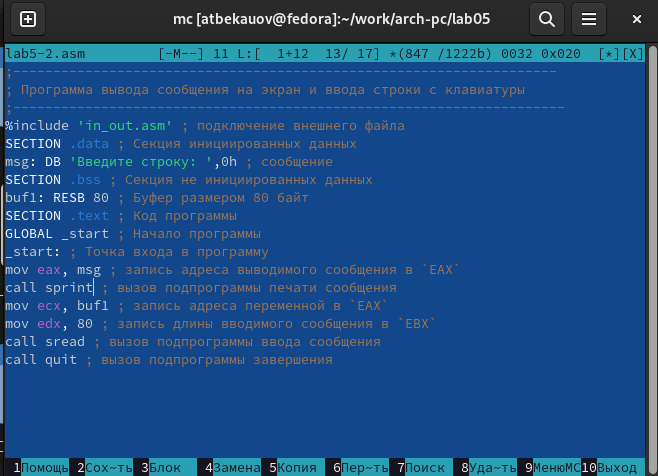 mc [atbekauov@fedora]:~/work/arch-pc/lab05
lab5-2.asm [-M--] 11 L:[ 1+12 13/ 17] *(847 /1222b) 0032 0x020 [*][X]
;--------------------------------------------------------------------
; Программа вывода сообщения на экран и ввода строки с клавиатуры
;---------------------------------------------------------------------
%include 'in_out.asm' ; подключение внешнего файла
SECTION .data ; Секция инициированных данных
msg: DB 'Введите строку: ',0h ; сообщение
SECTION .bss ; Секция не инициированных данных
buf1: RESB 80 ; Буфер размером 80 байт
SECTION .text ; Код программы
GLOBAL _start ; Начало программы
_start: ; Точка входа в программу
mov eax, msg ; запись адреса выводимого сообщения в `EAX`
call sprint ; вызов подпрограммы печати сообщения
mov ecx, buf1 ; запись адреса переменной в `EAX`
mov edx, 80 ; запись длины вводимого сообщения в `EBX`
call sread ; вызов подпрограммы ввода сообщения
call quit ; вызов подпрограммы завершения
1Помощь 2Сох~ть 3Блок 4Замена 5Копия 6Пер~ть 7Поиск 8Уда~ть 9МенюMC 10Выход